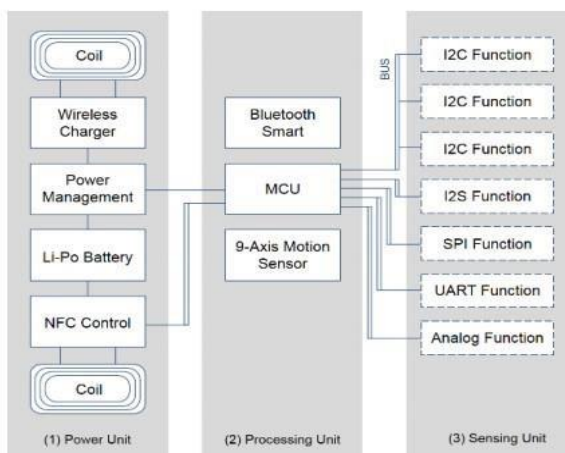 Coil
Wireless
Charger
Power
Management
Li-Po Battery
NFC Control
Coil
(1) Power Unit
Bluetooth
Smart
MCU
9-Axis Motion
Sensor
(2) Processing Unit
BUS
I2C Function
I2C Function
I2C Function
I2S Function
SPI Function
UART Function
Analog Function
(3) Sensing Unit